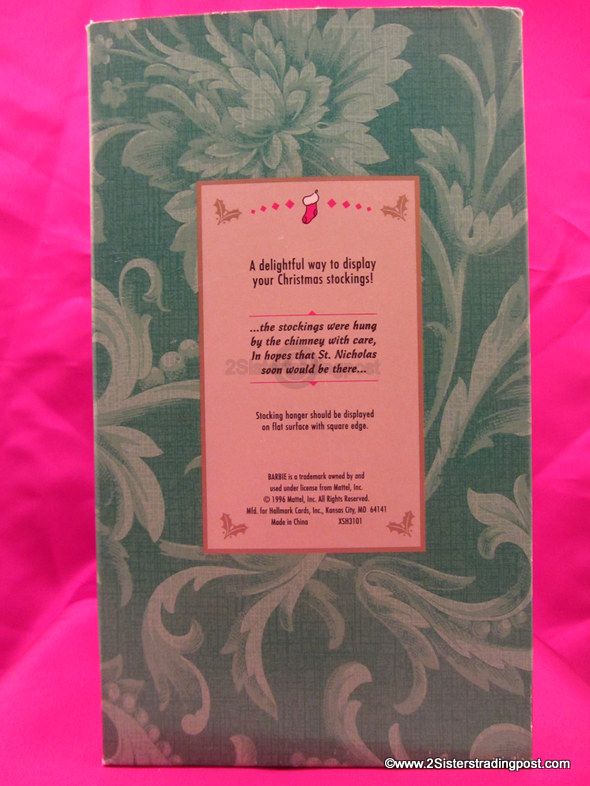 A delightful way to display
your Christmas stockings!
...the stockings were hung
by the chimney with care,
In hopes that St. Nicholas
soon would be there...
Stocking hanger should be displayed
on flat surface with square edge.
BARBIE is a trademark owned by and
used under license from Mattel, Inc.
© 1996 Mattel, Inc. All Rights Reserved.
Mfd. for Hallmark Cards, Inc., Kansas City, MO 64141
Made in China XSH3101
©www.2Sisterstradingpost.com